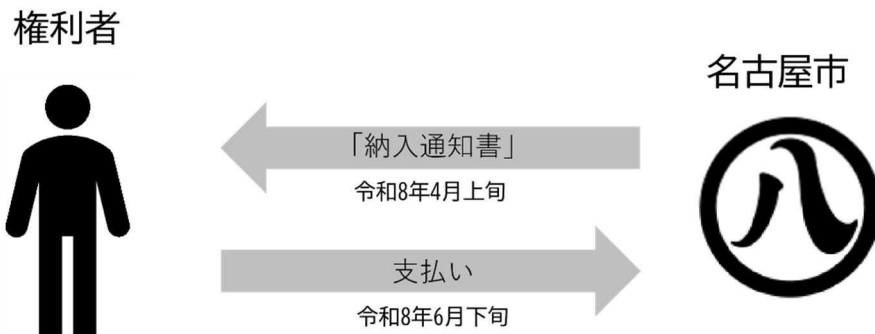 権利者
名古屋市
「納入通知書」
令和8年4月上旬
八
支払い
令和8年6月下旬